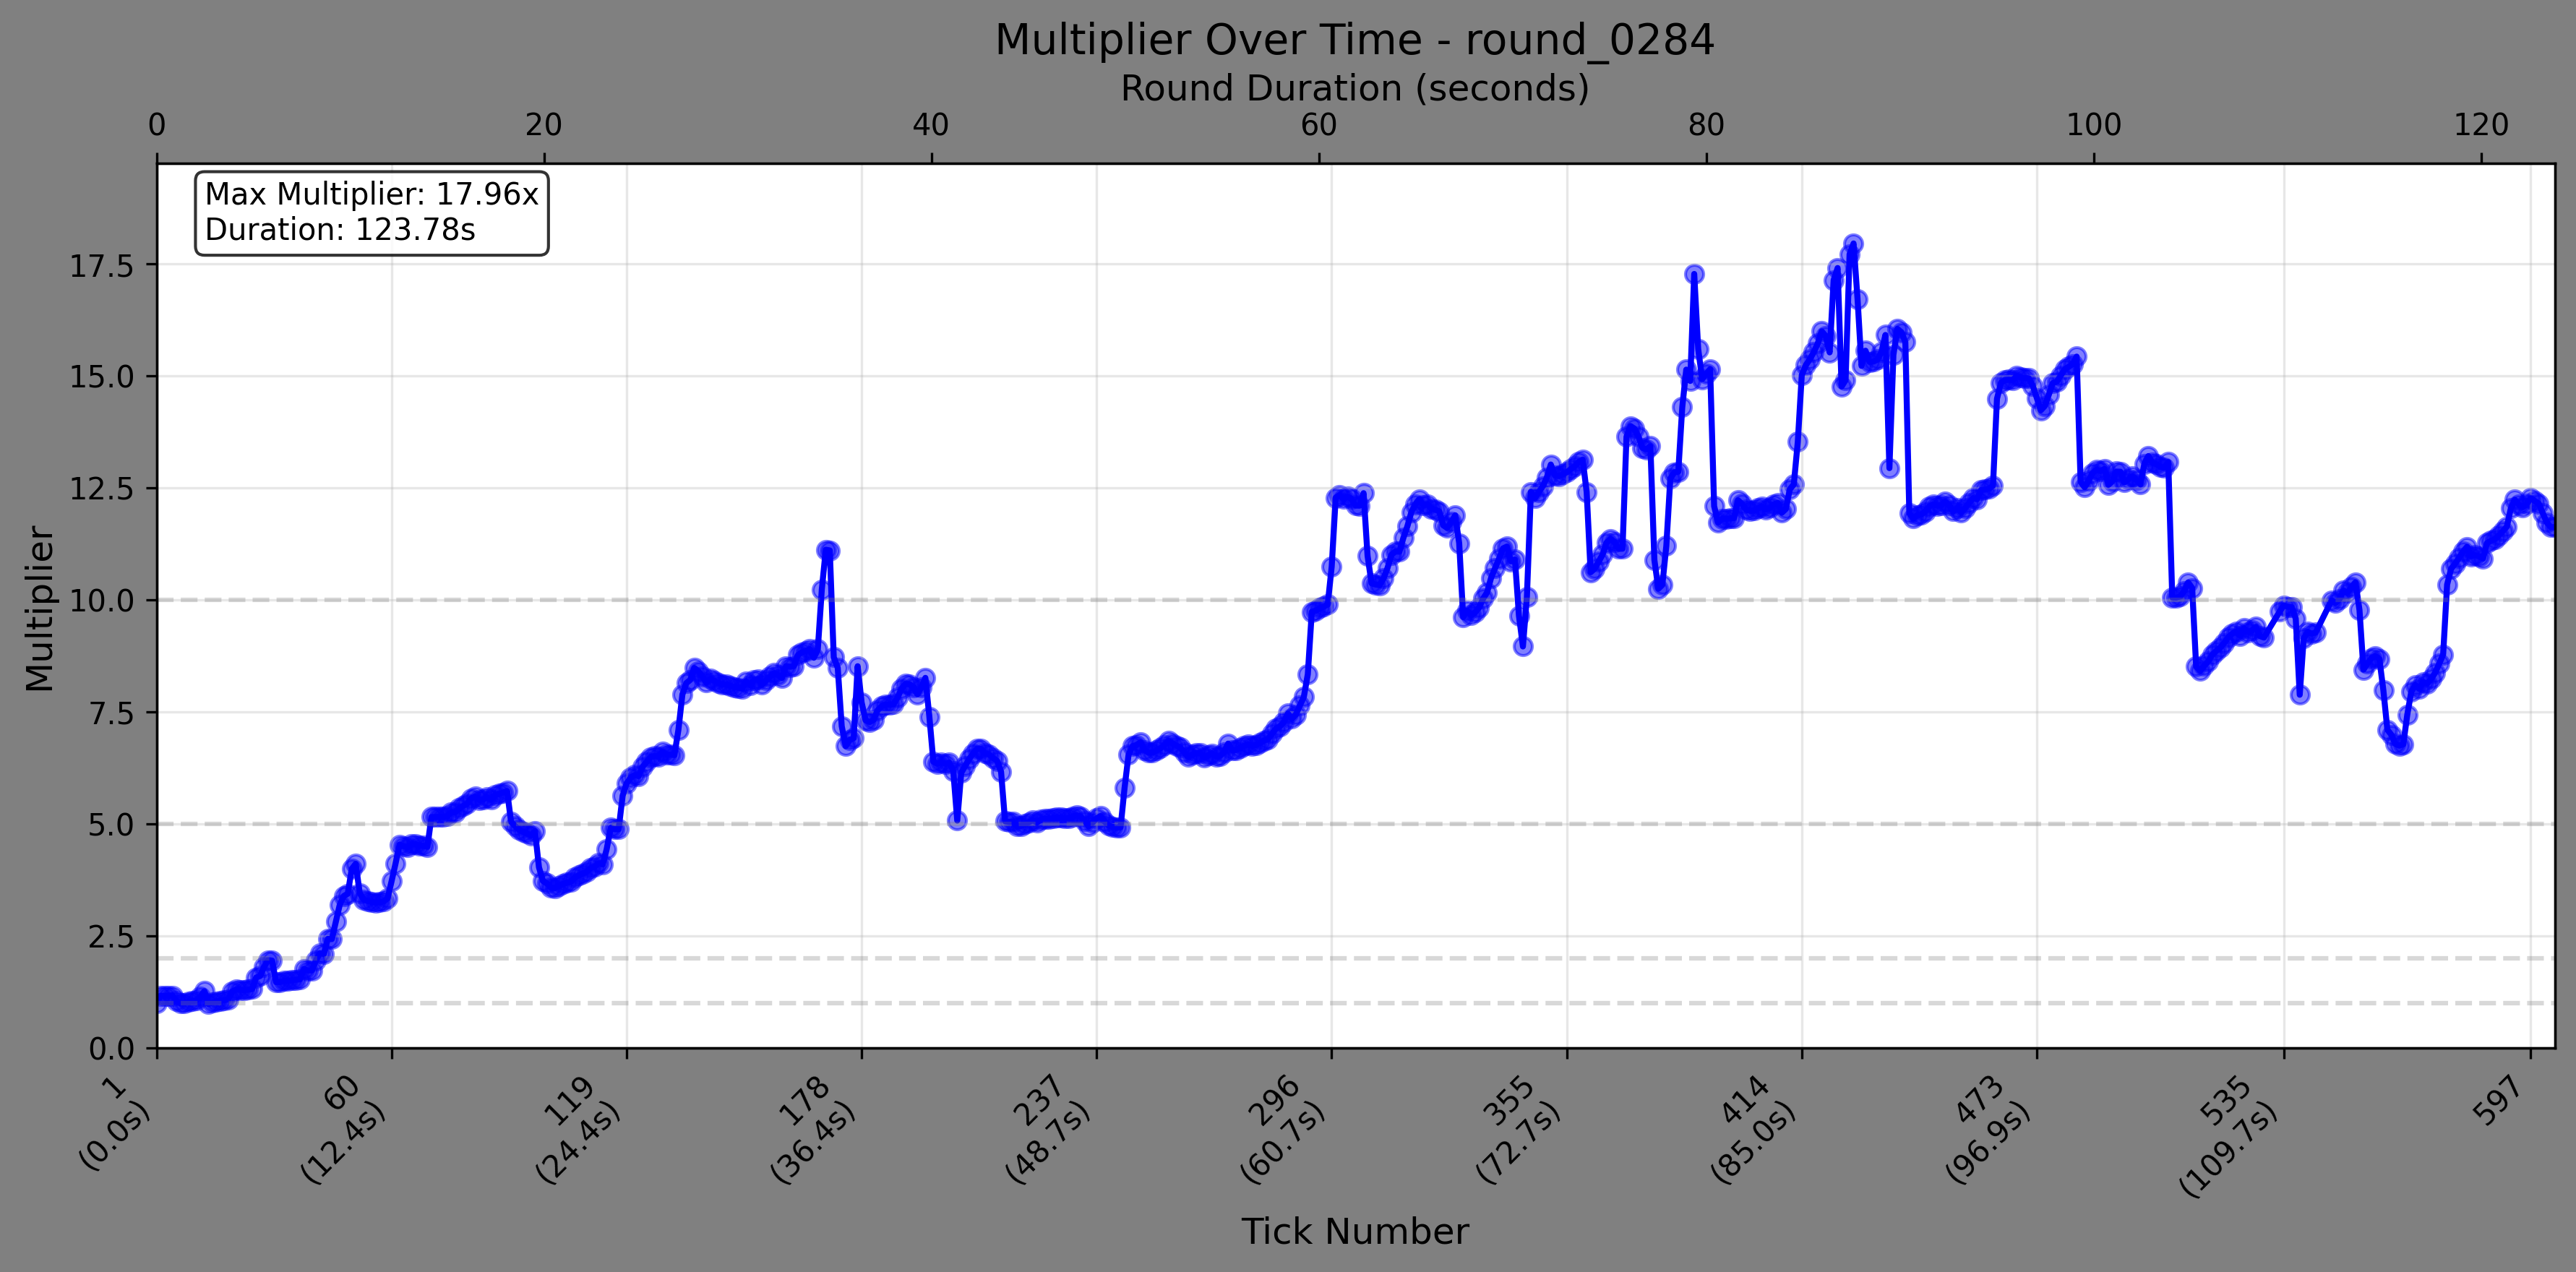 Multiplier Over Time - round_0284
Round Duration (seconds)
0 20 40 60 80 100 120
Max Multiplier: 17.96x
Duration: 123.78s
Multiplier
17.5
15.0
12.5
10.0
7.5
5.0
2.5
0.0
1
(0.0s)
60
(12.4s)
119
(24.4s)
178
(36.4s)
237
(48.7s)
296
(60.7s)
355
(72.7s)
414
(85.0s)
473
(96.9s)
535
(109.7s)
597
Tick Number